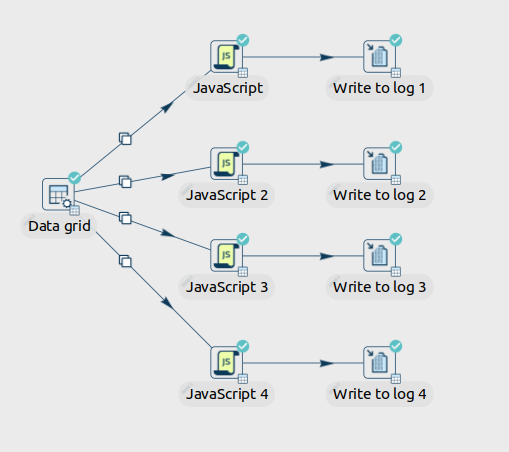 JS
JavaScript
Write to log 1
JS
JavaScript 2
Write to log 2
Data grid
JS
JavaScript 3
Write to log 3
JS
JavaScript 4
Write to log 4